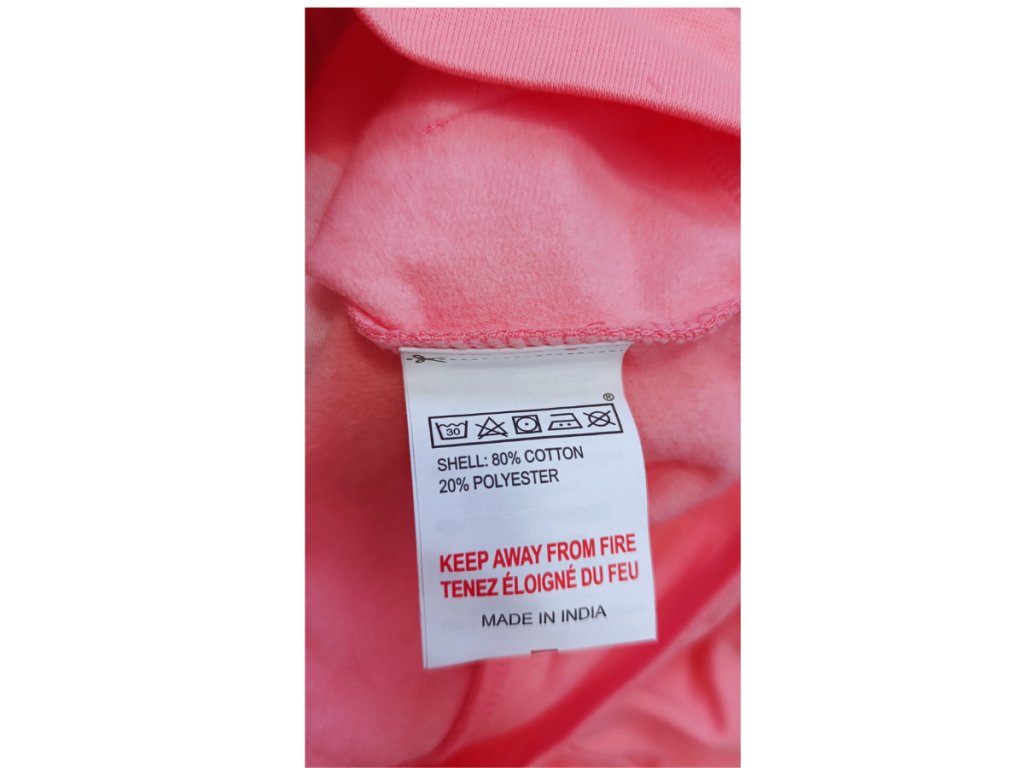 ®
30
SHELL: 80% COTTON
20% POLYESTER
KEEP AWAY FROM FIRE
TENEZ ÉLOIGNÉ DU FEU
MADE IN INDIA